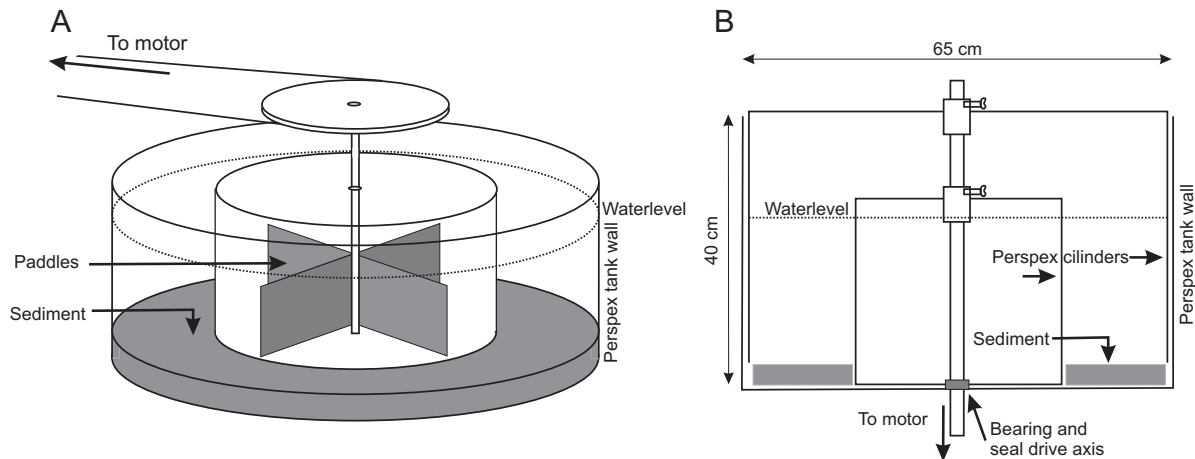 A
To motor
Waterlevel
Paddles
Sediment
Perspex tank wall
B
65 cm
40 cm
Waterlevel
Perspex cilinders
Perspex tank wall
Sediment
To motor
Bearing and
seal drive axis